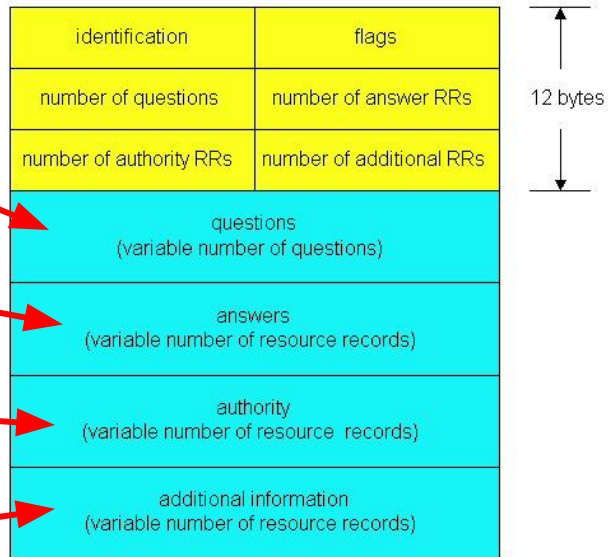 identification
flags
number of questions
number of answer RRs
12 bytes
number of authority RRs
number of additional RRs
questions
(variable number of questions)
answers
(variable number of resource records)
authority
(variable number of resource records)
additional information
(variable number of resource records)